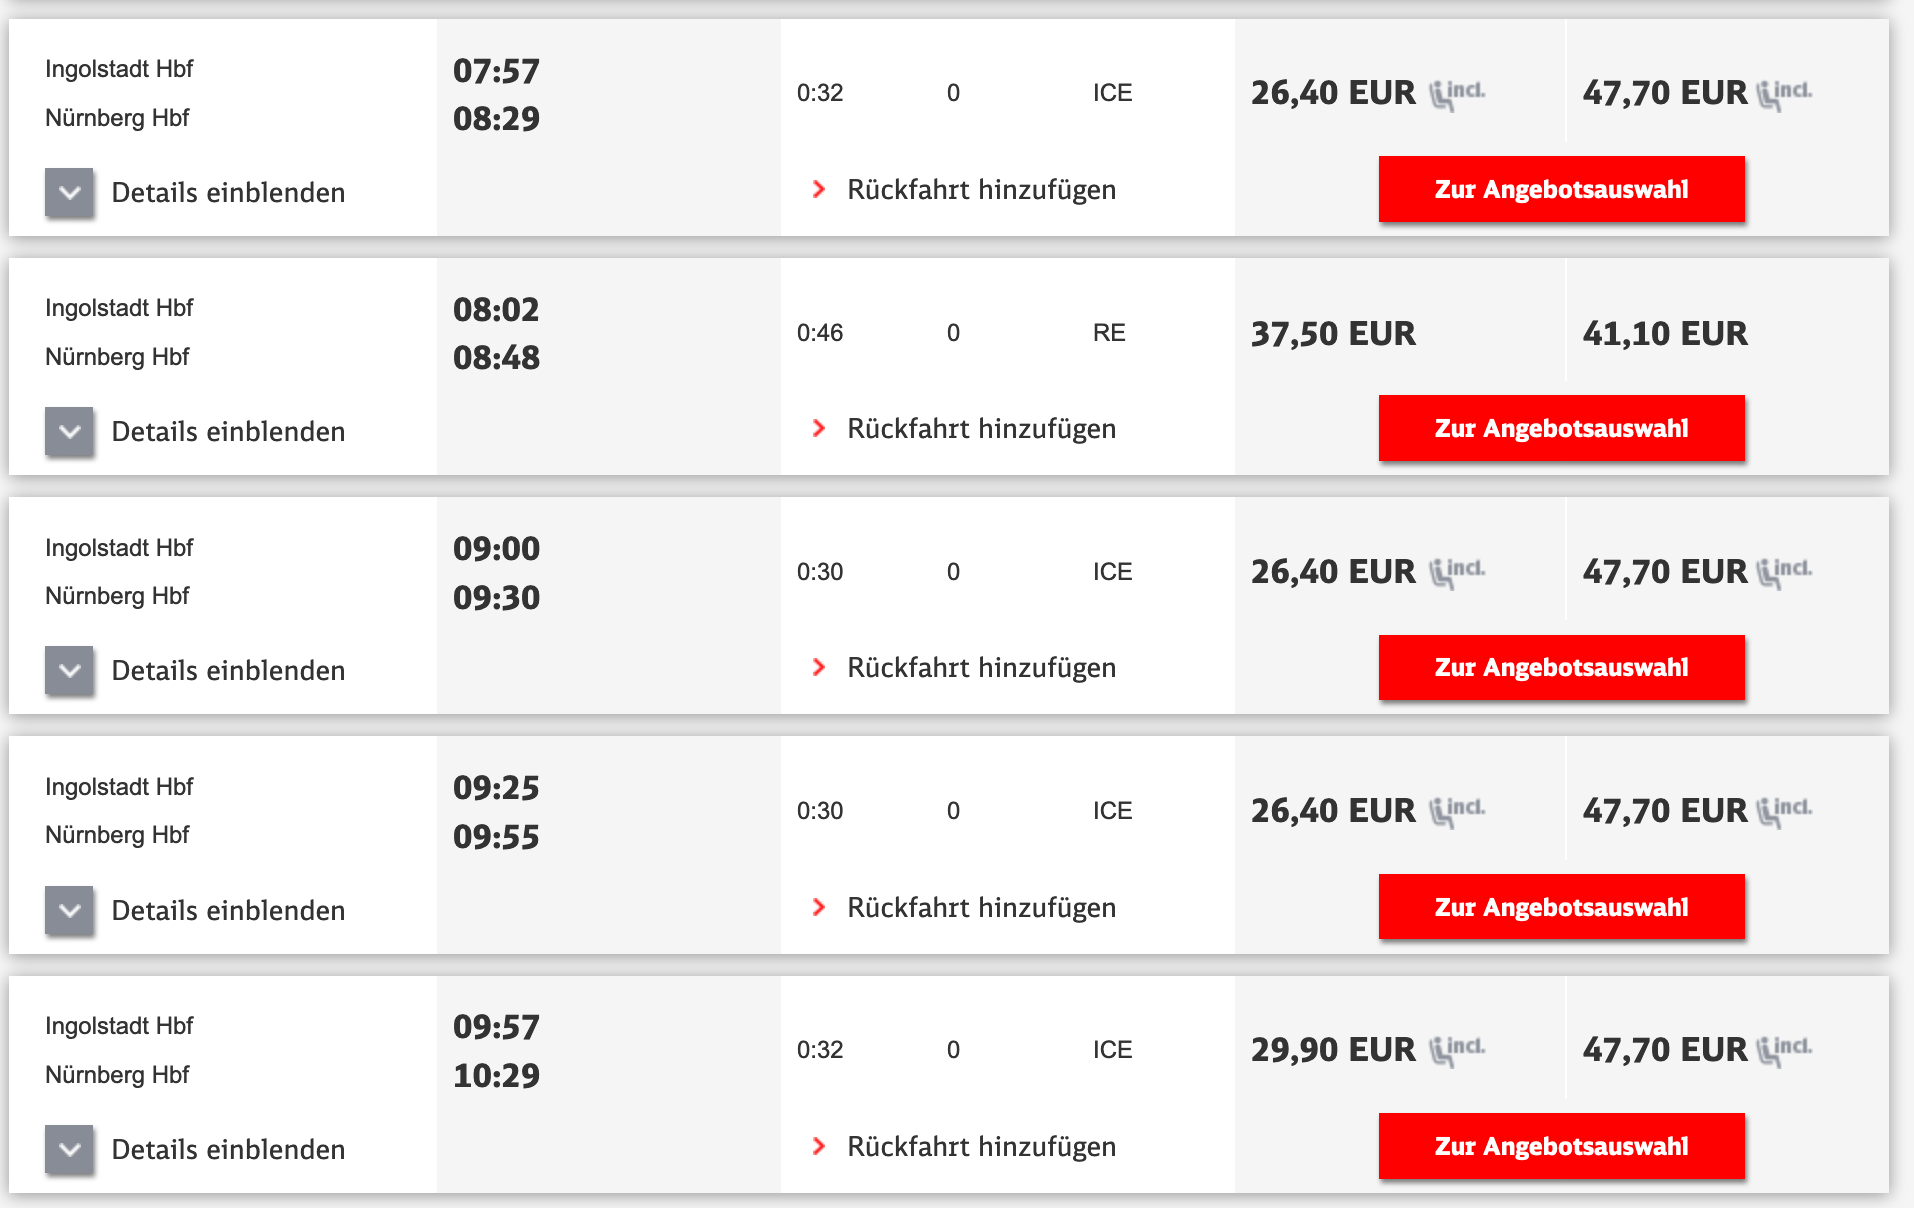 Ingolstadt Hbf
Nürnberg Hbf
07:57
08:29
0:32 0 ICE
26,40 EUR incl. 47,70 EUR incl.
Details einblenden
Rückfahrt hinzufügen
Zur Angebotsauswahl
Ingolstadt Hbf
Nürnberg Hbf
08:02
08:48
0:46 0 RE
37,50 EUR 41,10 EUR
Details einblenden
Rückfahrt hinzufügen
Zur Angebotsauswahl
Ingolstadt Hbf
Nürnberg Hbf
09:00
09:30
0:30 0 ICE
26,40 EUR incl. 47,70 EUR incl.
Details einblenden
Rückfahrt hinzufügen
Zur Angebotsauswahl
Ingolstadt Hbf
Nürnberg Hbf
09:25
09:55
0:30 0 ICE
26,40 EUR incl. 47,70 EUR incl.
Details einblenden
Rückfahrt hinzufügen
Zur Angebotsauswahl
Ingolstadt Hbf
Nürnberg Hbf
09:57
10:29
0:32 0 ICE
29,90 EUR incl. 47,70 EUR incl.
Details einblenden
Rückfahrt hinzufügen
Zur Angebotsauswahl